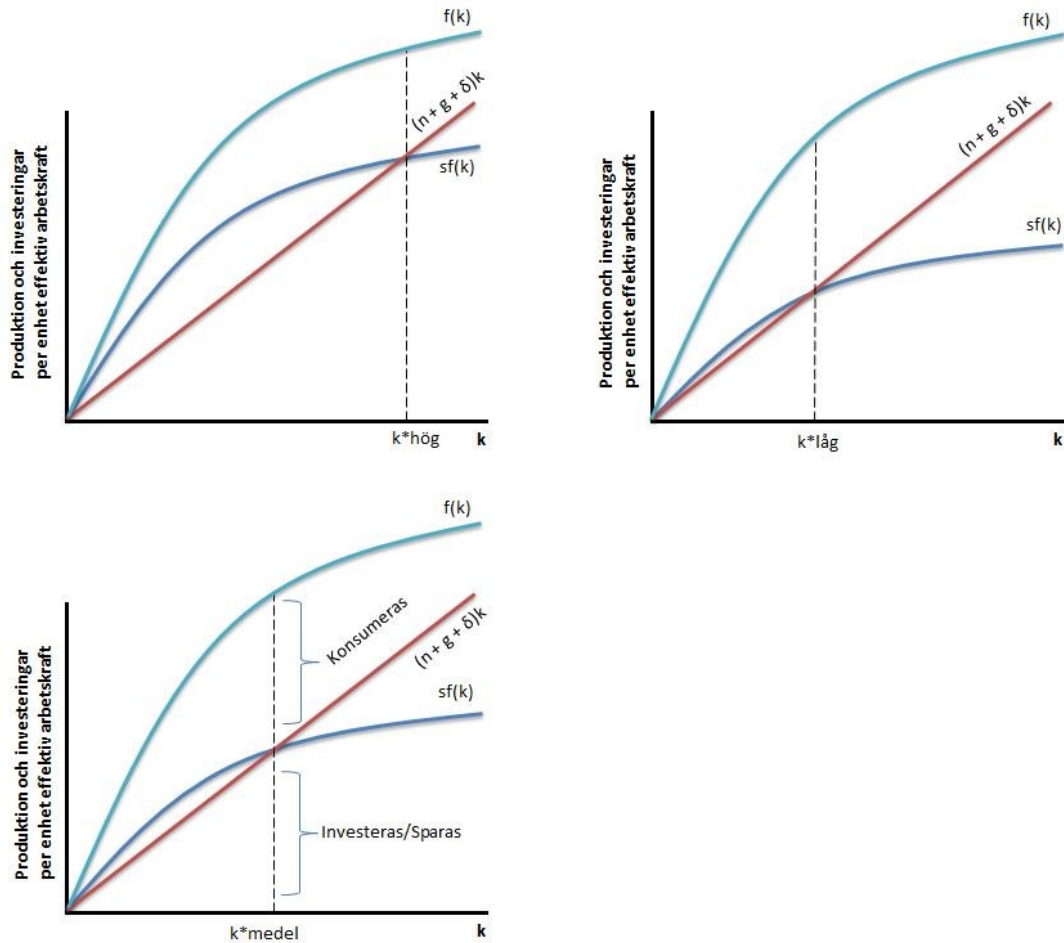 f(k)
(n + g + δ)k
sf(k)
Produktion och investeringar
per enhet effektiv arbetskraft
k*hög
k
f(k)
(n + g + δ)k
sf(k)
Produktion och investeringar
per enhet effektiv arbetskraft
k*låg
k
f(k)
Konsumeras
(n + g + δ)k
sf(k)
Produktion och investeringar
per enhet effektiv arbetskraft
Investeras/Sparas
k*medel
k